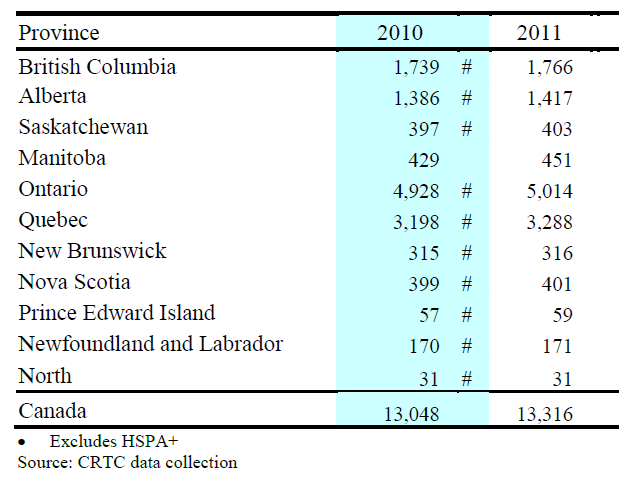 Province 2010 2011
British Columbia 1,739 # 1,766
Alberta 1,386 # 1,417
Saskatchewan 397 # 403
Manitoba 429 451
Ontario 4,928 # 5,014
Quebec 3,198 # 3,288
New Brunswick 315 # 316
Nova Scotia 399 # 401
Prince Edward Island 57 # 59
Newfoundland and Labrador 170 # 171
North 31 # 31
Canada 13,048 13,316
• Excludes HSPA+
Source: CRTC data collection